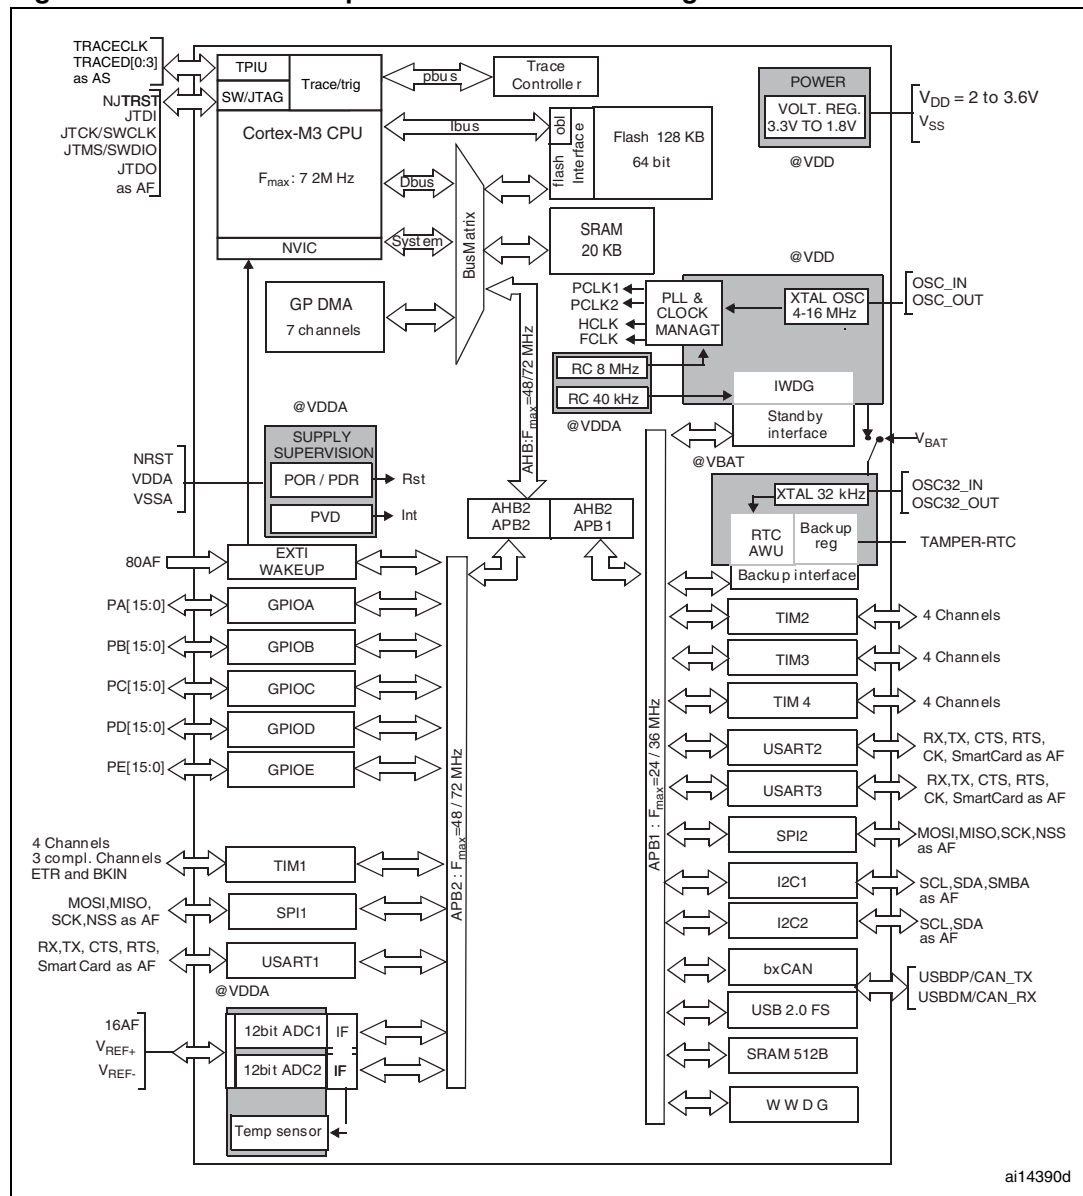 TRACECLK
TRACED[0:3]
as AS
NJTRST
JTDI
JTCK/SWCLK
JTMS/SWDIO
JTDO
as AF
TPIU
SW/JTAG
Trace/trig
Cortex-M3 CPU
Fmax: 7 2M Hz
NVIC
pbus
Trace
Controller
Ibus
Dbus
System
BusMatrix
obl
flash
Interface
Flash 128 KB
64 bit
SRAM
20 KB
POWER
VOLT. REG.
3.3V TO 1.8V
@VDD
VDD = 2 to 3.6V
VSS
GP DMA
7 channels
AHB:Fmax=48/72 MHz
PCLK1
PCLK2
HCLK
FCLK
PLL &
CLOCK
MANAGT
@VDD
XTAL OSC
4-16 MHz
OSC_IN
OSC_OUT
RC 8 MHz
RC 40 kHz
@VDDA
IWDG
Stand by
interface
VBAT
@VBAT
@VDDA
SUPPLY
SUPERVISION
POR / PDR
Rst
PVD
Int
NRST
VDDA
VSSA
AHB2
APB2
AHB2
APB1
XTAL 32 kHz
OSC32_IN
OSC32_OUT
RTC
AWU
Backup
reg
TAMPER-RTC
Backup interface
80AF
EXTI
WAKEUP
PA[15:0]
GPIOA
PB[15:0]
GPIOB
PC[15:0]
GPIOC
PD[15:0]
GPIOD
PE[15:0]
GPIOE
4 Channels
3 compl. Channels
ETR and BKIN
TIM1
MOSI,MISO,
SCK,NSS as AF
SPI1
RX,TX, CTS, RTS,
SmartCard as AF
USART1
@VDDA
16AF
VREF+
VREF-
12bit ADC1
IF
12bit ADC2
IF
Temp sensor
APB2 : Fmax=48 / 72 MHz
APB1 : Fmax=24 / 36 MHz
TIM2
4 Channels
TIM3
4 Channels
TIM 4
4 Channels
USART2
RX,TX, CTS, RTS,
CK, SmartCard as AF
USART3
RX,TX, CTS, RTS,
CK, SmartCard as AF
SPI2
MOSI,MISO,SCK,NSS
as AF
I2C1
SCL,SDA,SMBA
as AF
I2C2
SCL,SDA
as AF
bxCAN
USBDP/CAN_TX
USBDM/CAN_RX
USB 2.0 FS
SRAM 512B
W W D G
ai14390d